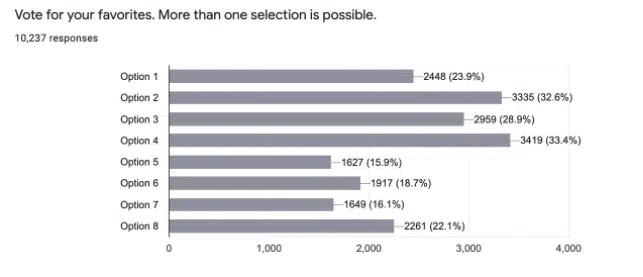 Vote for your favorites. More than one selection is possible.
10,237 responses
Option 1 2448 (23.9%)
Option 2 3335 (32.6%)
Option 3 2959 (28.9%)
Option 4 3419 (33.4%)
Option 5 1627 (15.9%)
Option 6 1917 (18.7%)
Option 7 1649 (16.1%)
Option 8 2261 (22.1%)
0 1,000 2,000 3,000 4,000